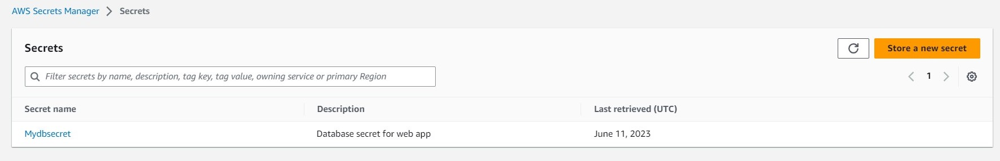 AWS Secrets Manager > Secrets
Secrets
Store a new secret
Filter secrets by name, description, tag key, tag value, owning service or primary Region
1
Secret name Description Last retrieved (UTC)
Mydbsecret Database secret for web app June 11, 2023